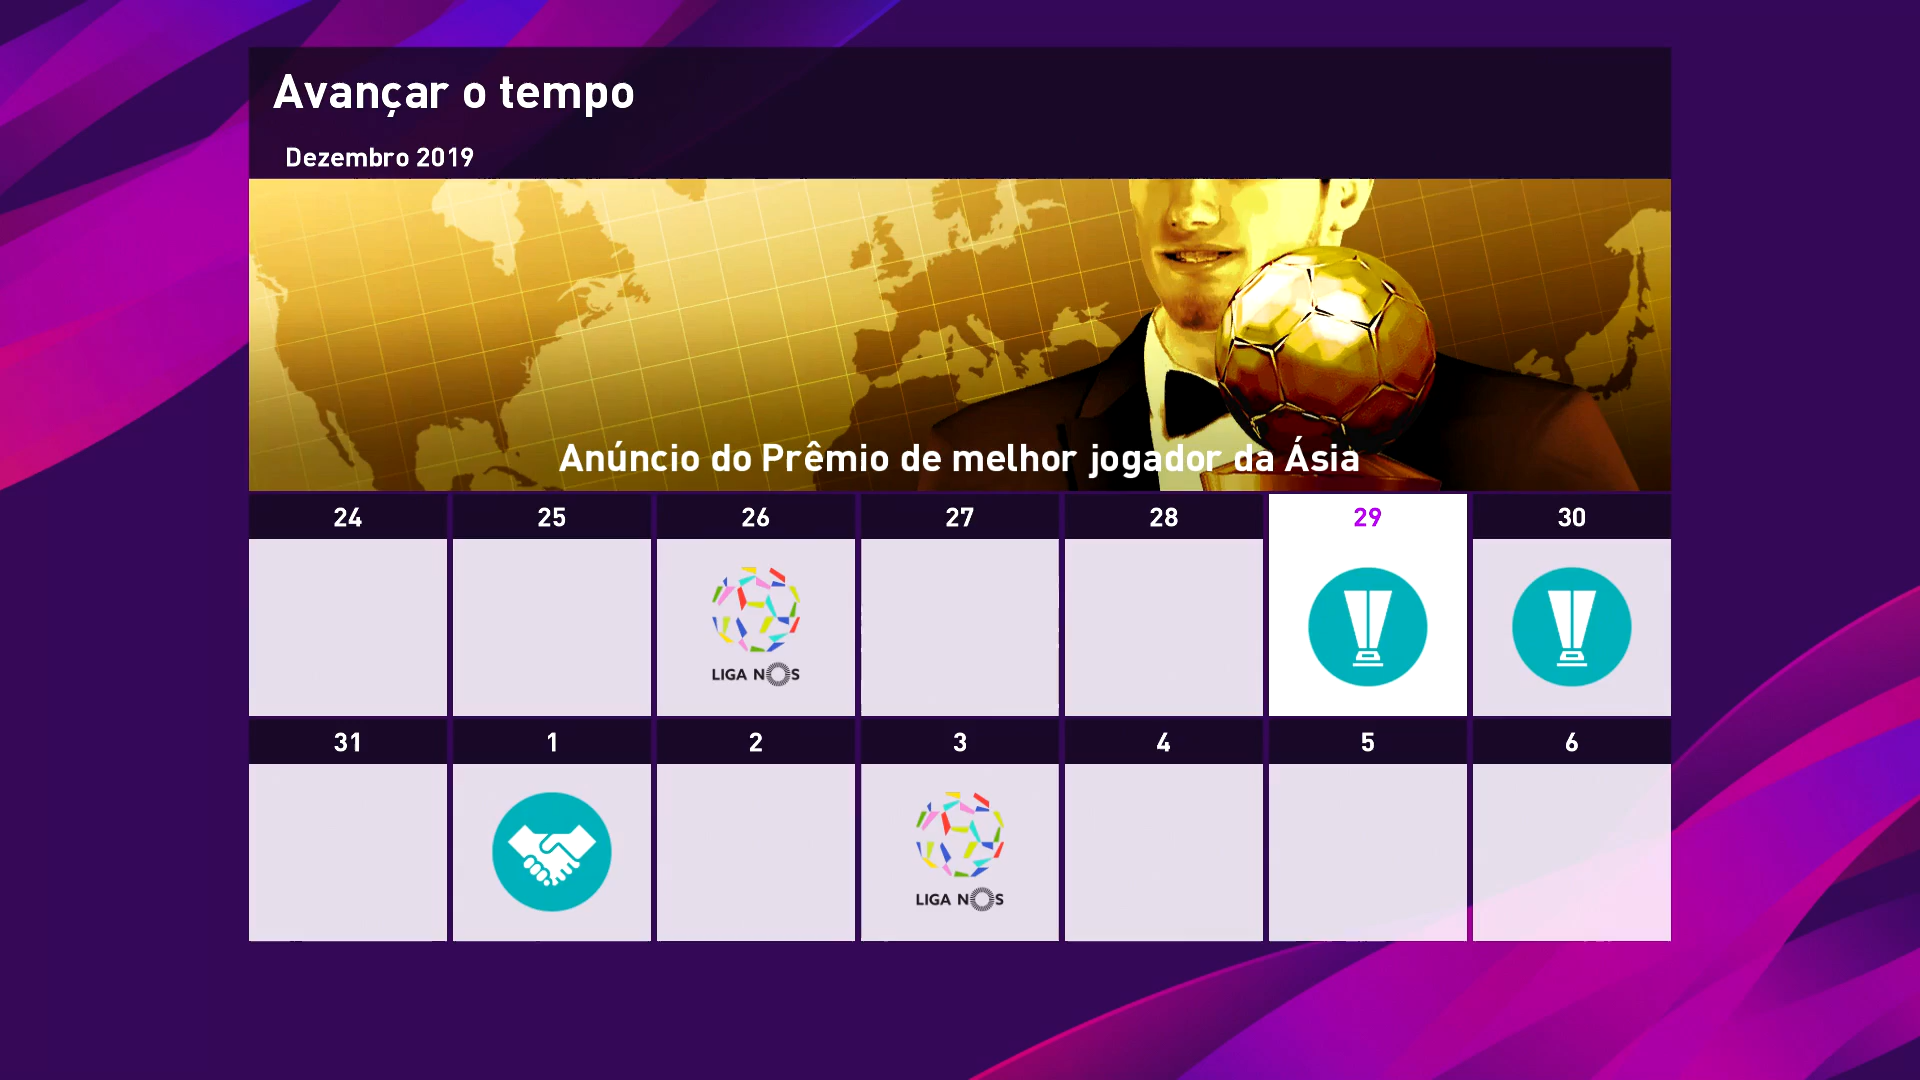 Avançar o tempo
Dezembro 2019
Anúncio do Prêmio de melhor jogador da Ásia
24 25 26 27 28 29 30
LIGA NOS
31 1 2 3 4 5 6
LIGA NOS